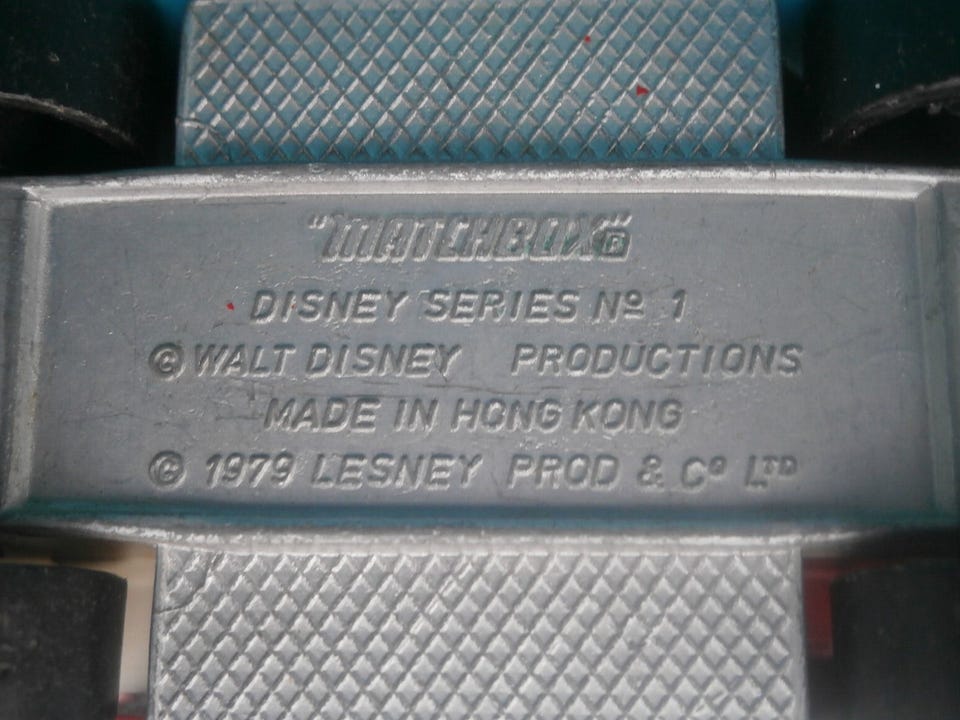 "MATCHBOX"®
DISNEY SERIES Nº 1
© WALT DISNEY PRODUCTIONS
MADE IN HONG KONG
© 1979 LESNEY PROD & Cº LTD